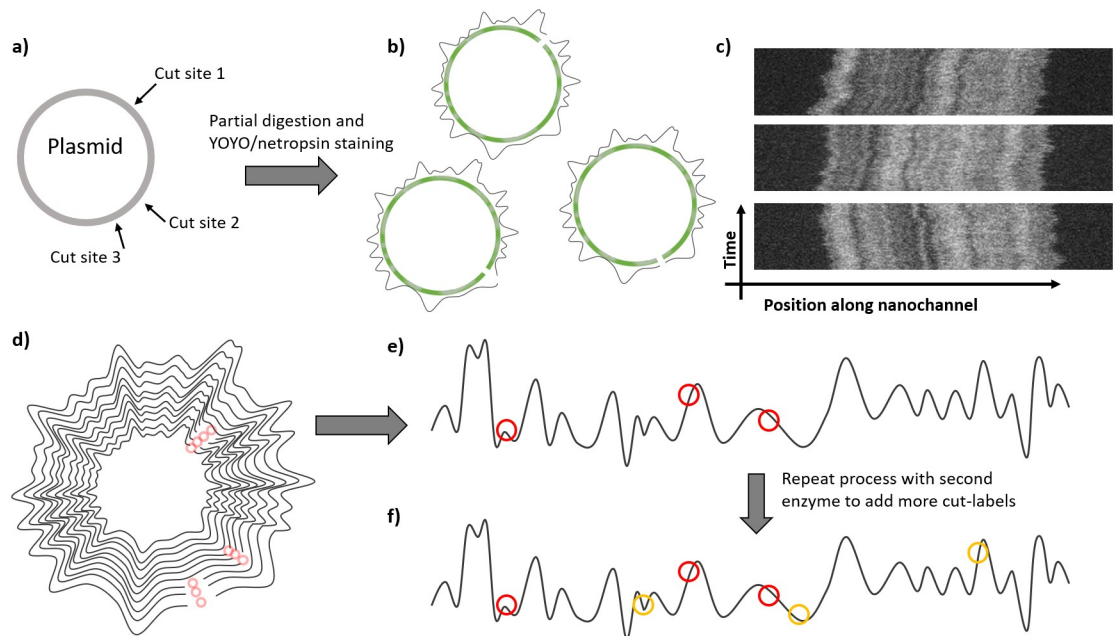 a)
Cut site 1
Plasmid
Cut site 2
Cut site 3
Partial digestion and
YOYO/netropsin staining
b)
c)
Time
Position along nanochannel
d)
e)
Repeat process with second
enzyme to add more cut-labels
f)